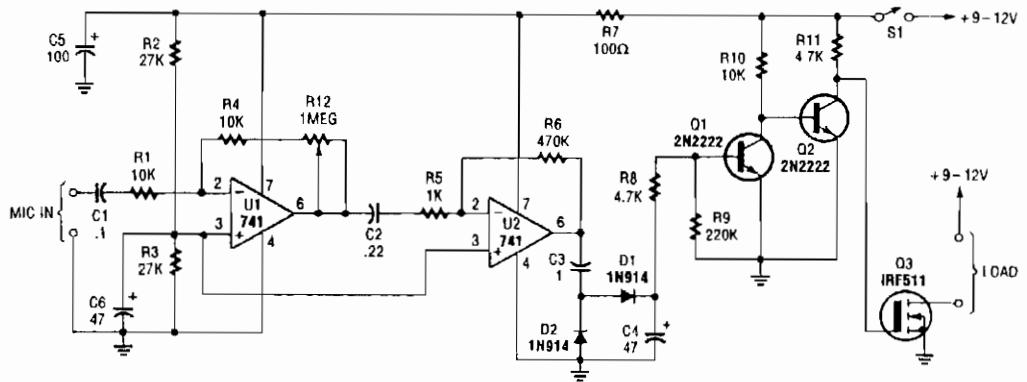 C5
100
R2
27K
R7
100Ω
S1
+9-12V
R10
10K
R11
4.7K
R4
10K
R12
1MEG
R6
470K
Q1
2N2222
Q2
2N2222
R1
10K
MIC IN
C1
.1
2
3
U1
741
7
6
4
R5
1K
C2
.22
2
3
U2
741
7
6
4
R8
4.7K
R9
220K
+9-12V
LOAD
R3
27K
C6
47
C3
1
D1
1N914
D2
1N914
C4
47
Q3
IRF511